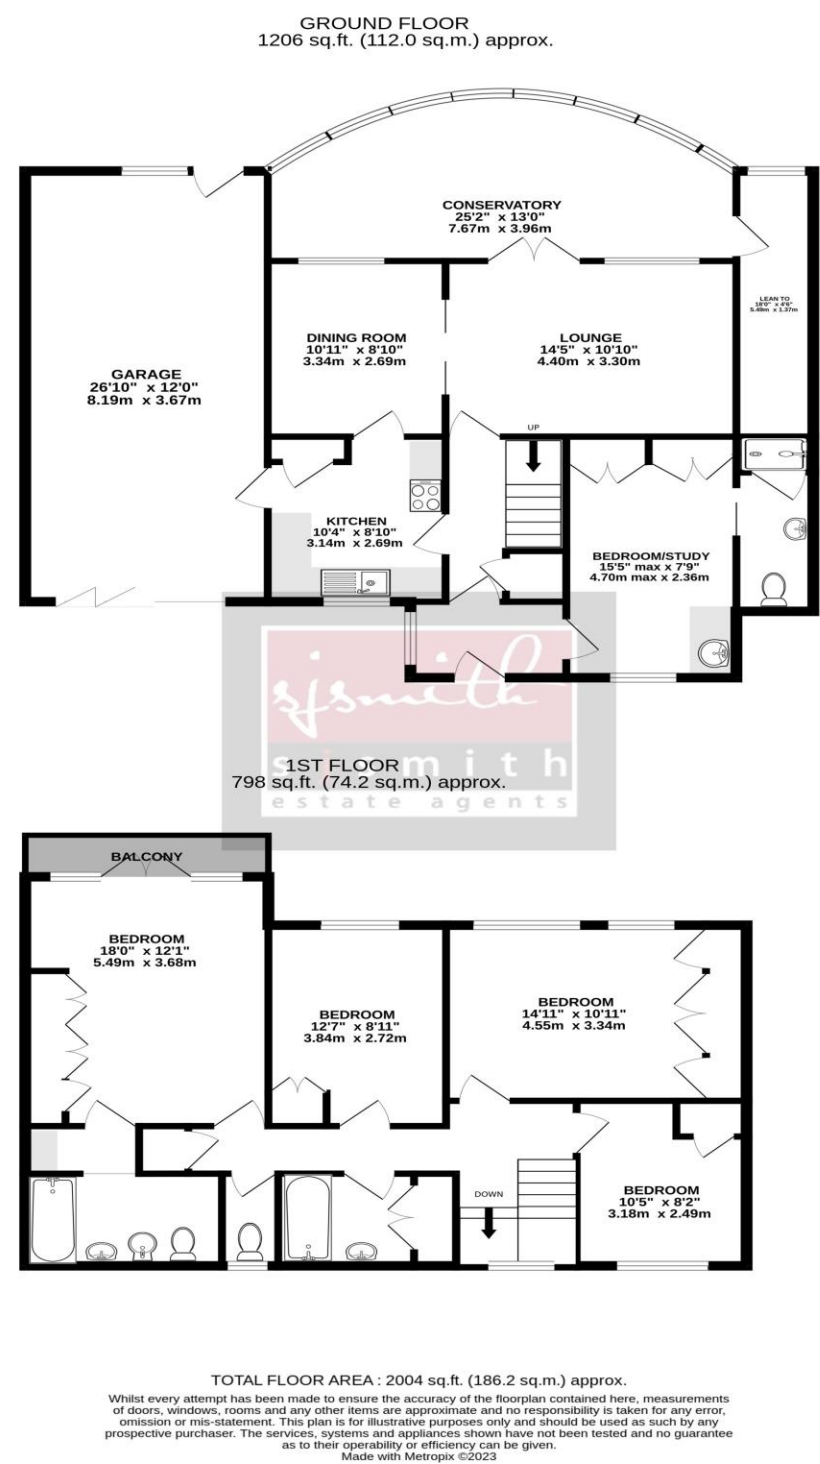 GROUND FLOOR
1206 sq.ft. (112.0 sq.m.) approx.
CONSERVATORY
25'2" x 13'0"
7.67m x 3.96m
LEAN TO
18'0" x 4'6"
5.49m x 1.37m
DINING ROOM
10'11" x 8'10"
3.34m x 2.69m
LOUNGE
14'5" x 10'10"
4.40m x 3.30m
GARAGE
26'10" x 12'0"
8.19m x 3.67m
UP
KITCHEN
10'4" x 8'10"
3.14m x 2.69m
BEDROOM/STUDY
15'5" max x 7'9"
4.70m max x 2.36m
sjsmith
1ST FLOOR
798 sq.ft. (74.2 sq.m.) approx.
sjsmith
estate agents
BALCONY
BEDROOM
18'0" x 12'1"
5.49m x 3.68m
BEDROOM
12'7" x 8'11"
3.84m x 2.72m
BEDROOM
14'11" x 10'11"
4.55m x 3.34m
DOWN
BEDROOM
10'5" x 8'2"
3.18m x 2.49m
TOTAL FLOOR AREA : 2004 sq.ft. (186.2 sq.m.) approx.
Whilst every attempt has been made to ensure the accuracy of the floorplan contained here, measurements
of doors, windows, rooms and any other items are approximate and no responsibility is taken for any error,
omission or mis-statement. This plan is for illustrative purposes only and should be used as such by any
prospective purchaser. The services, systems and appliances shown have not been tested and no guarantee
as to their operability or efficiency can be given.
Made with Metropix ©2023